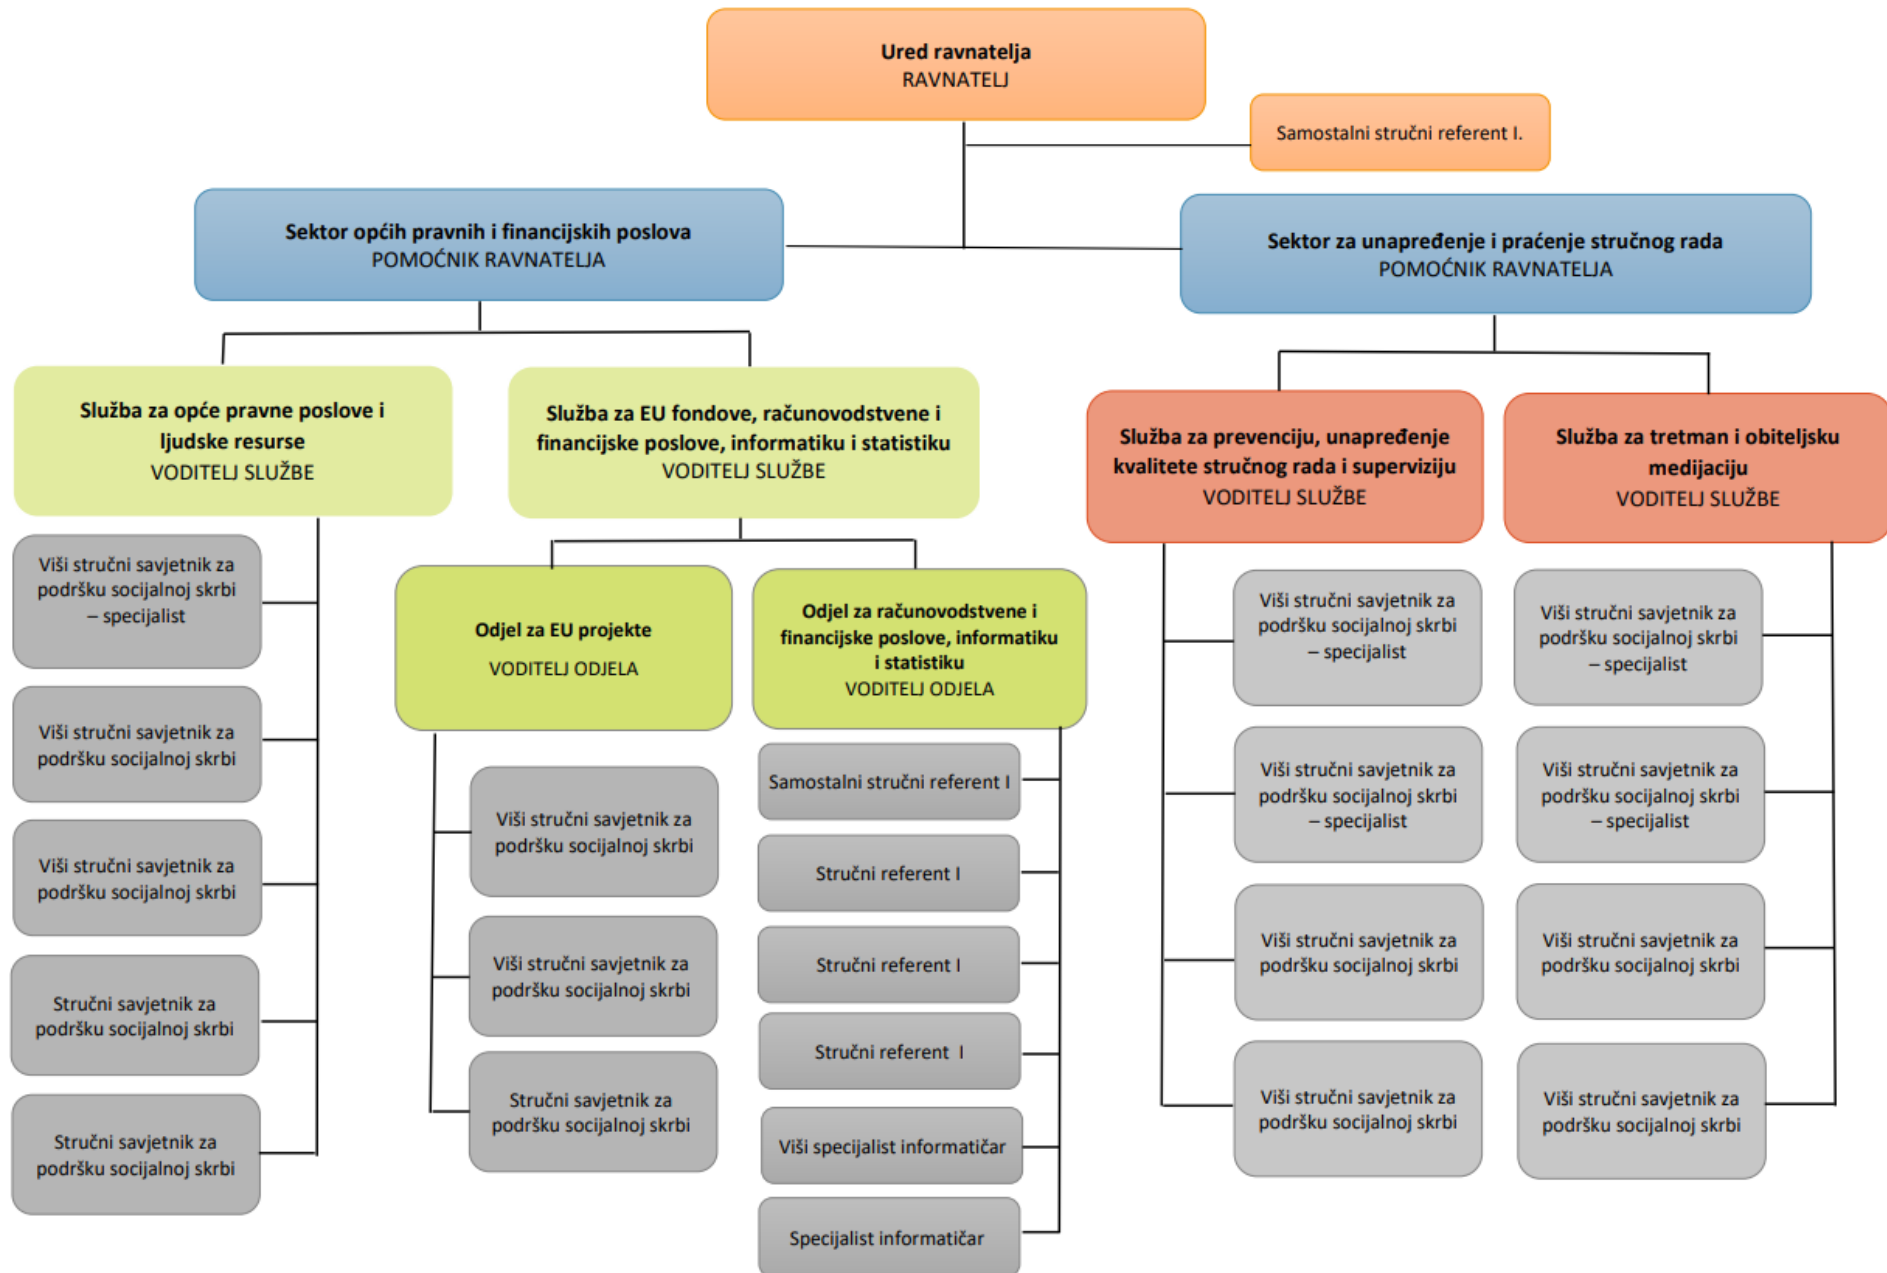 Ured ravnatelja
RAVNATELJ
Samostalni stručni referent I.
Sektor općih pravnih i financijskih poslova
POMOĆNIK RAVNATELJA
Sektor za unapređenje i praćenje stručnog rada
POMOĆNIK RAVNATELJA
Služba za opće pravne poslove i
ljudske resurse
VODITELJ SLUŽBE
Služba za EU fondove, računovodstvene i
financijske poslove, informatiku i statistiku
VODITELJ SLUŽBE
Služba za prevenciju, unapređenje
kvalitete stručnog rada i superviziju
VODITELJ SLUŽBE
Služba za tretman i obiteljsku
medijaciju
VODITELJ SLUŽBE
Viši stručni savjetnik za
podršku socijalnoj skrbi
– specijalist
Viši stručni savjetnik za
podršku socijalnoj skrbi
Viši stručni savjetnik za
podršku socijalnoj skrbi
Stručni savjetnik za
podršku socijalnoj skrbi
Stručni savjetnik za
podršku socijalnoj skrbi
Odjel za EU projekte
VODITELJ ODJELA
Viši stručni savjetnik za
podršku socijalnoj skrbi
Viši stručni savjetnik za
podršku socijalnoj skrbi
Stručni savjetnik za
podršku socijalnoj skrbi
Odjel za računovodstvene i
financijske poslove, informatiku
i statistiku
VODITELJ ODJELA
Samostalni stručni referent I
Stručni referent I
Stručni referent I
Stručni referent  I
Viši specijalist informatičar
Specijalist informatičar
Viši stručni savjetnik za
podršku socijalnoj skrbi
– specijalist
Viši stručni savjetnik za
podršku socijalnoj skrbi
– specijalist
Viši stručni savjetnik za
podršku socijalnoj skrbi
Viši stručni savjetnik za
podršku socijalnoj skrbi
Viši stručni savjetnik za
podršku socijalnoj skrbi
– specijalist
Viši stručni savjetnik za
podršku socijalnoj skrbi
– specijalist
Viši stručni savjetnik za
podršku socijalnoj skrbi
Viši stručni savjetnik za
podršku socijalnoj skrbi